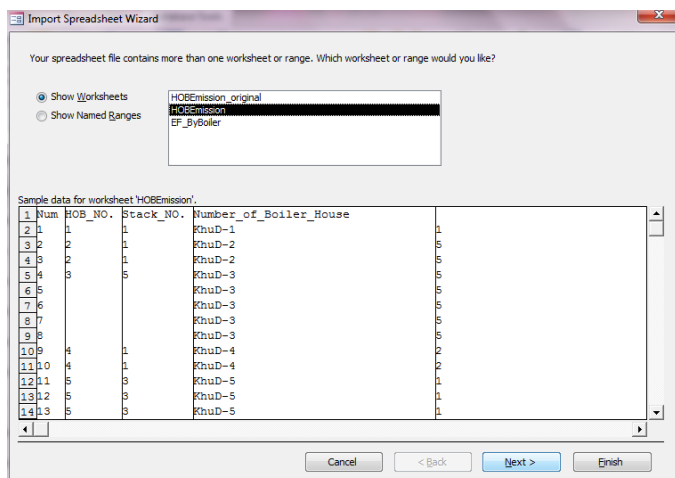 Import Spreadsheet Wizard
Your spreadsheet file contains more than one worksheet or range. Which worksheet or range would you like?
Show Worksheets
Show Named Ranges
HOBEmission_original
HOBEmission
EF_ByBoiler
Sample data for worksheet 'HOBEmission'.
1 Num HOB_NO. Stack_NO. Number_of_Boiler_House
2 1 1 1 KhuD-1 1
3 2 2 1 KhuD-2 5
4 3 2 1 KhuD-2 5
5 4 3 5 KhuD-3 5
6 5 KhuD-3 5
7 6 KhuD-3 5
8 7 KhuD-3 5
9 8 KhuD-3 5
10 9 4 1 KhuD-4 2
11 10 4 1 KhuD-4 2
12 11 5 3 KhuD-5 1
13 12 5 3 KhuD-5 1
14 13 5 3 KhuD-5 1
Cancel < Back Next > Finish